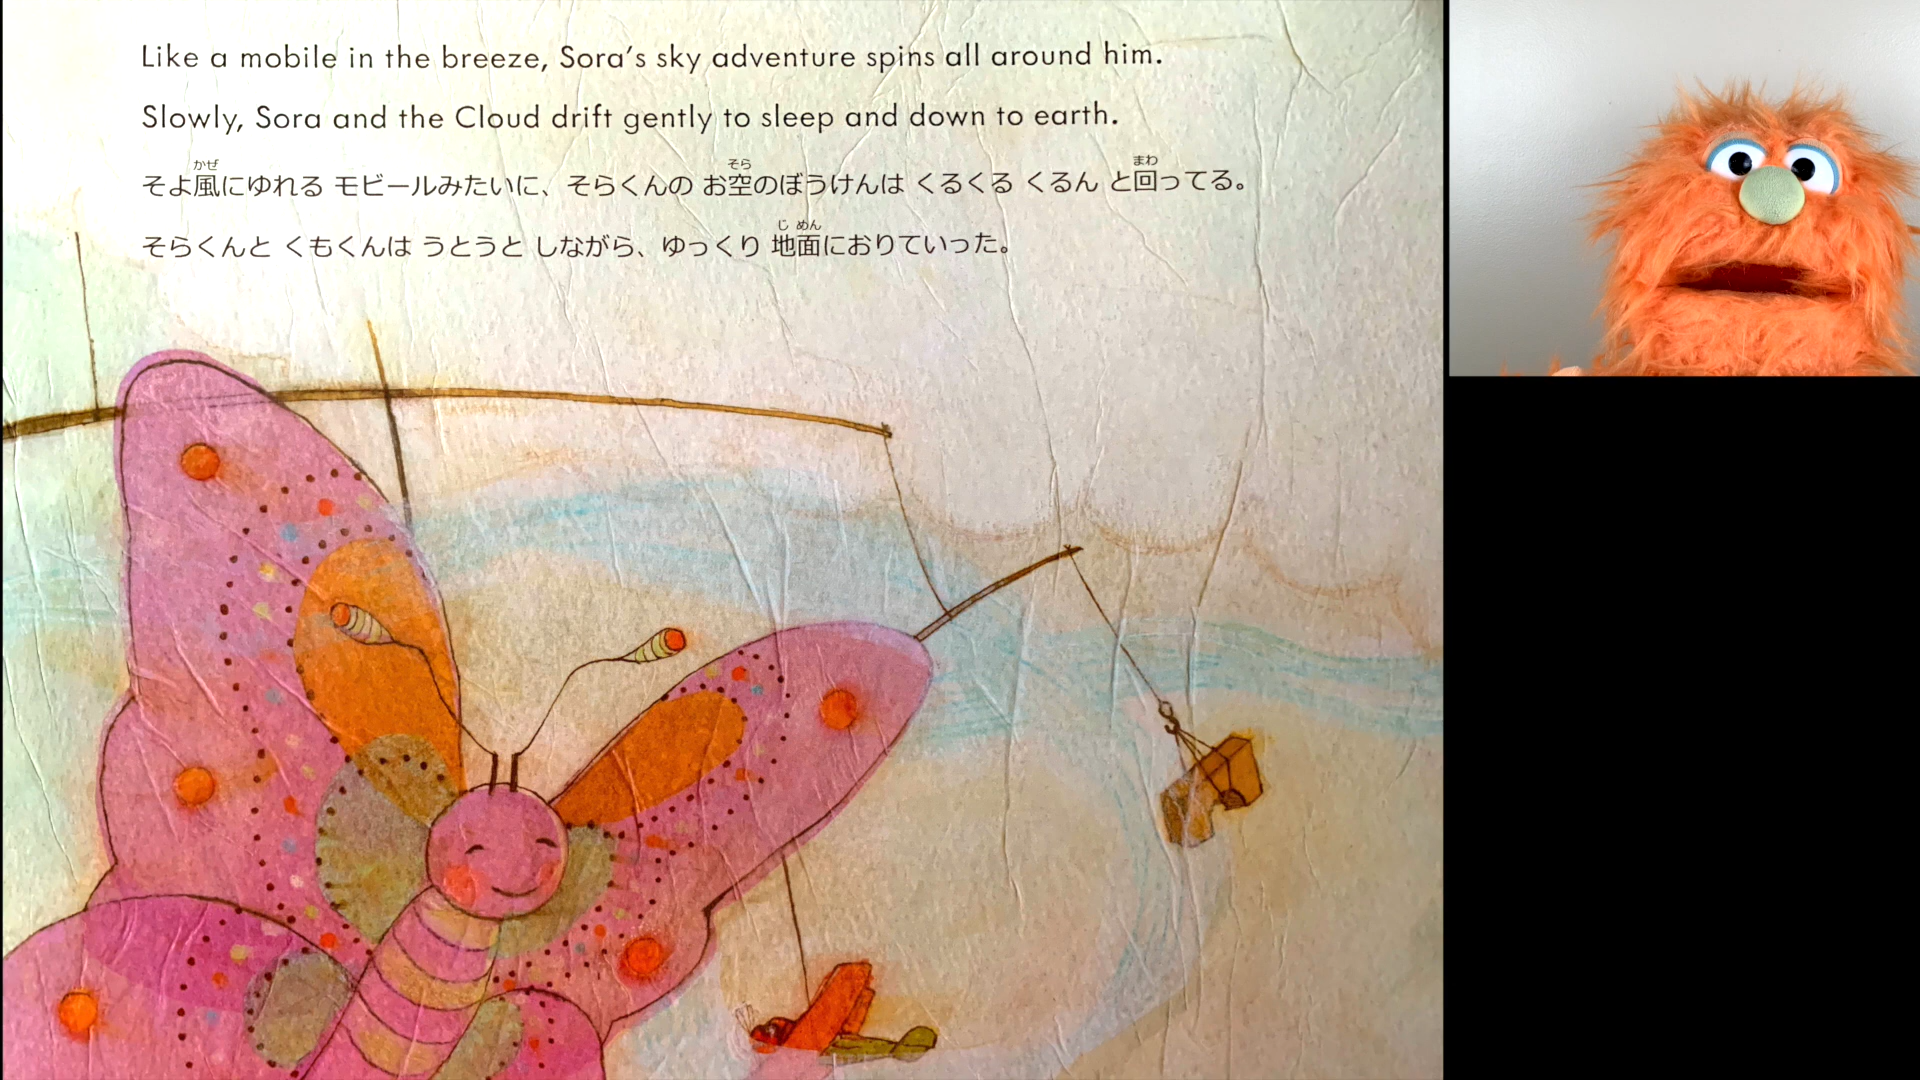 Like a mobile in the breeze, Sora's sky adventure spins all around him.
Slowly, Sora and the Cloud drift gently to sleep and down to earth.
そよ風にゆれる モビールみたいに、そらくんの お空のぼうけんは くるくる くるん と回ってる。
そらくんと くもくんは うとうと しながら、ゆっくり 地面におりていった。